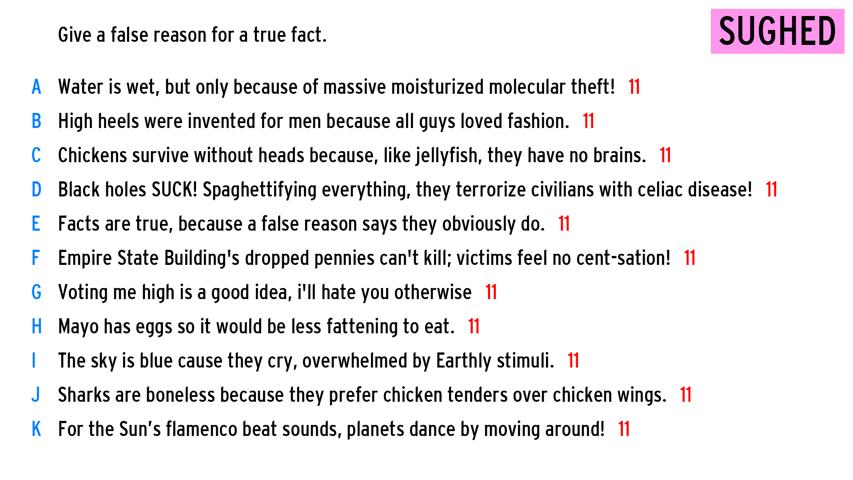 Give a false reason for a true fact.
SUGHED
A Water is wet, but only because of massive moisturized molecular theft! 11
B High heels were invented for men because all guys loved fashion. 11
C Chickens survive without heads because, like jellyfish, they have no brains. 11
D Black holes SUCK! Spaghettifying everything, they terrorize civilians with celiac disease! 11
E Facts are true, because a false reason says they obviously do. 11
F Empire State Building's dropped pennies can't kill; victims feel no cent-sation! 11
G Voting me high is a good idea, i'll hate you otherwise 11
H Mayo has eggs so it would be less fattening to eat. 11
I The sky is blue cause they cry, overwhelmed by Earthly stimuli. 11
J Sharks are boneless because they prefer chicken tenders over chicken wings. 11
K For the Sun’s flamenco beat sounds, planets dance by moving around! 11